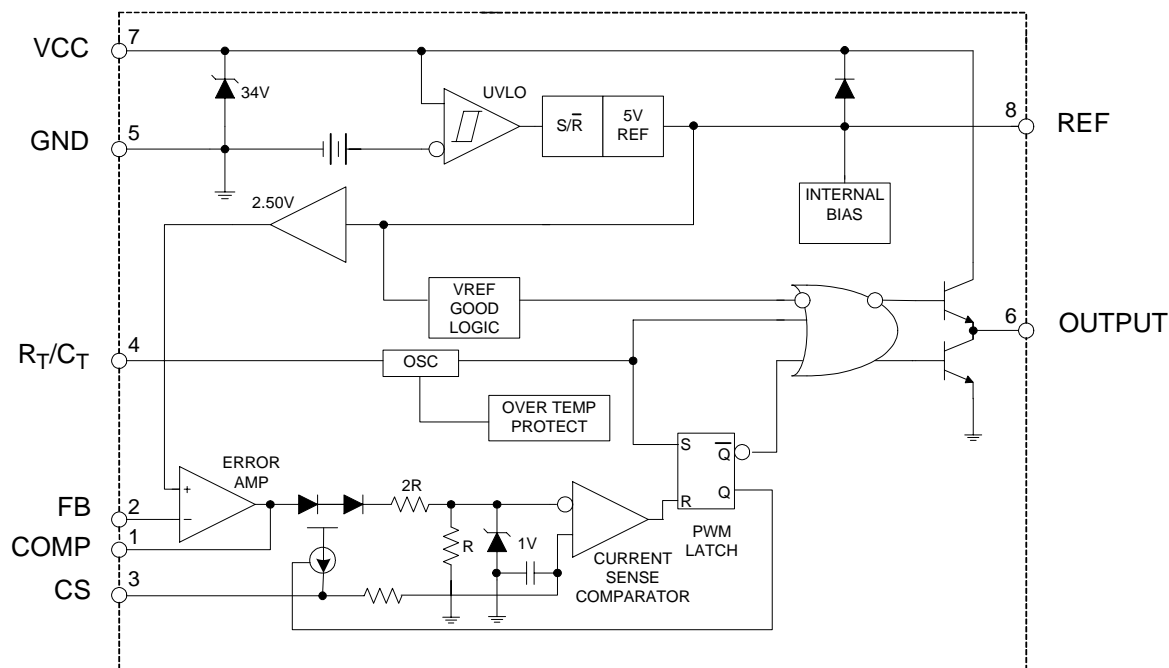 VCC
7
34V
UVLO
S/R̅
5V
REF
8
REF
GND
5
INTERNAL
BIAS
2.50V
VREF
GOOD
LOGIC
6
OUTPUT
R_T/C_T
4
OSC
OVER TEMP
PROTECT
S
Q̅
R
Q
PWM
LATCH
ERROR
AMP
+
−
FB
2
COMP
1
CS
3
2R
R
1V
CURRENT
SENSE
COMPARATOR